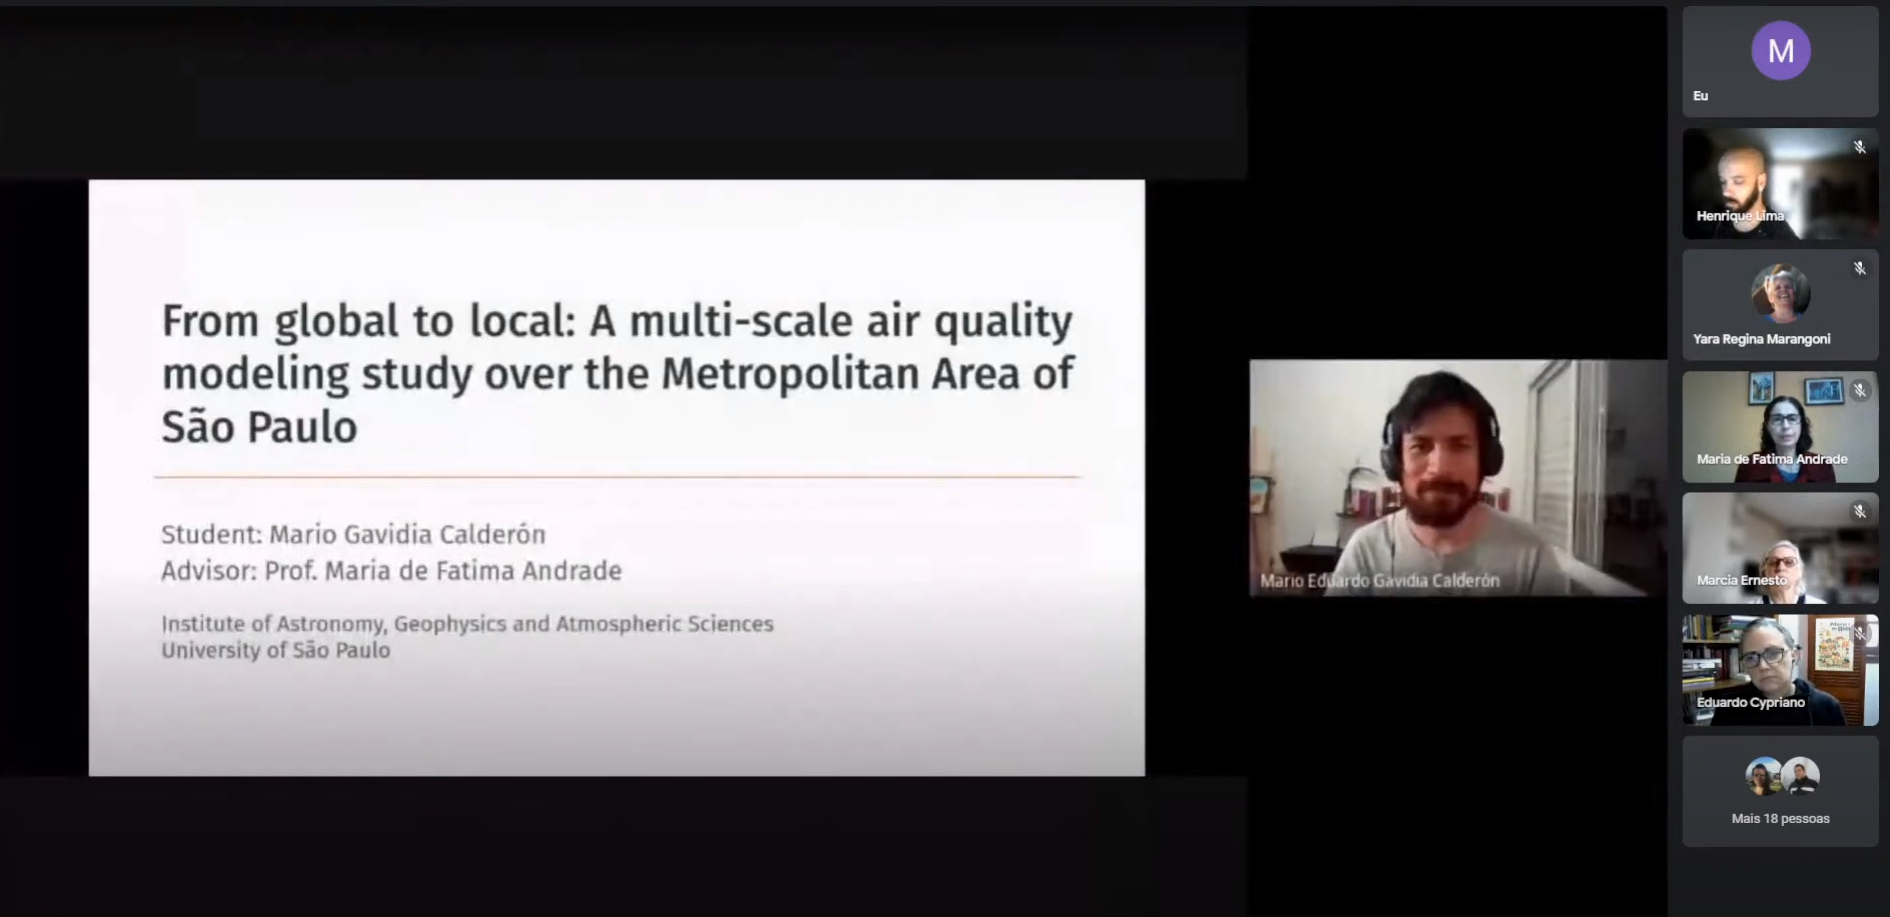 From global to local: A multi-scale air quality
modeling study over the Metropolitan Area of
São Paulo
Student: Mario Gavidia Calderón
Advisor: Prof. Maria de Fatima Andrade
Institute of Astronomy, Geophysics and Atmospheric Sciences
University of São Paulo
Mario Eduardo Gavidia Calderón
M
Eu
Henrique Lima
Yara Regina Marangoni
Maria de Fatima Andrade
Marcia Ernesto
Eduardo Cypriano
Mais 18 pessoas